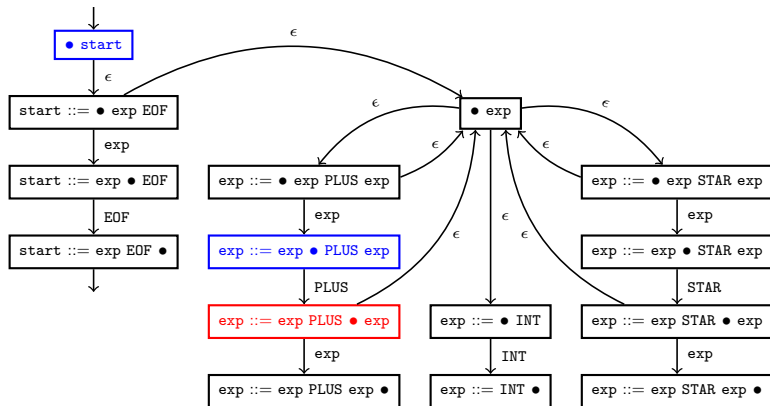 ● start
ϵ
ϵ
start ::= ● exp EOF
● exp
ϵ
ϵ
ϵ
ϵ
exp
start ::= exp ● EOF
exp ::= ● exp PLUS exp
exp ::= ● exp STAR exp
EOF
exp
ϵ
ϵ
ϵ
exp
start ::= exp EOF ●
exp ::= exp ● PLUS exp
exp ::= exp ● STAR exp
PLUS
STAR
exp ::= exp PLUS ● exp
exp ::= ● INT
exp ::= exp STAR ● exp
exp
INT
exp
exp ::= exp PLUS exp ●
exp ::= INT ●
exp ::= exp STAR exp ●